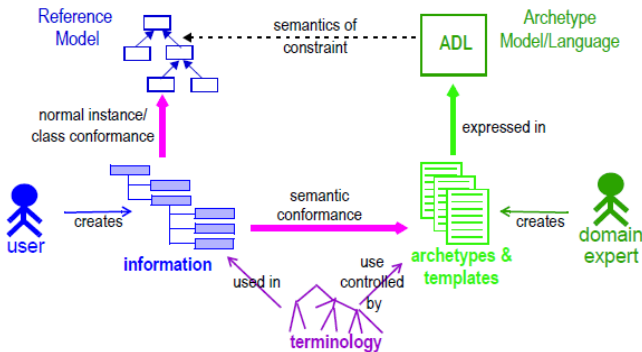 Reference
Model
semantics of
constraint
ADL
Archetype
Model/Language
normal instance/
class conformance
expressed in
user
creates
information
semantic
conformance
archetypes &
templates
creates
domain
expert
used in
use
controlled
by
terminology